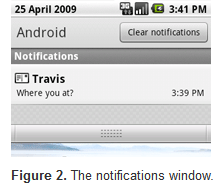 25 April 2009 3G 3:41 PM
Android Clear notifications
Notifications
Travis
Where you at? 3:39 PM
Figure 2. The notifications window.